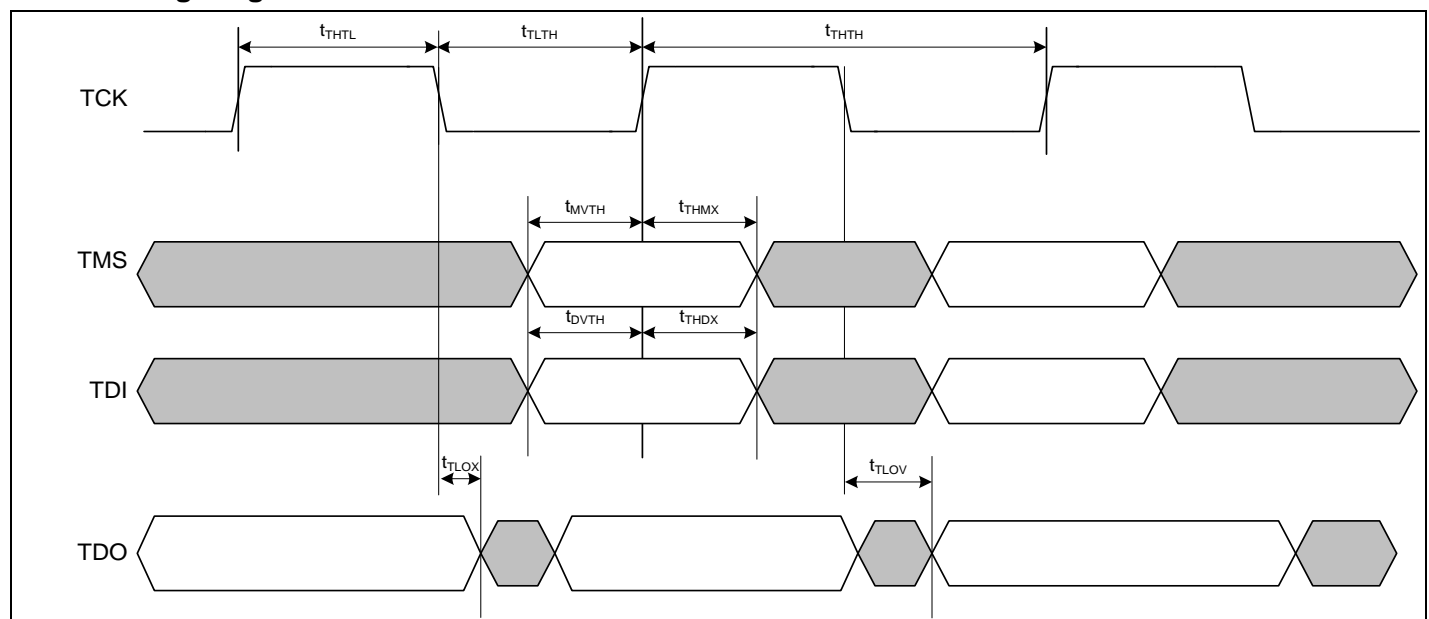 tTHTL tTLTH tTHTH
TCK
tMVTH tTHMX
TMS
tDVTH tTHDX
TDI
tTLOX tTLOV
TDO